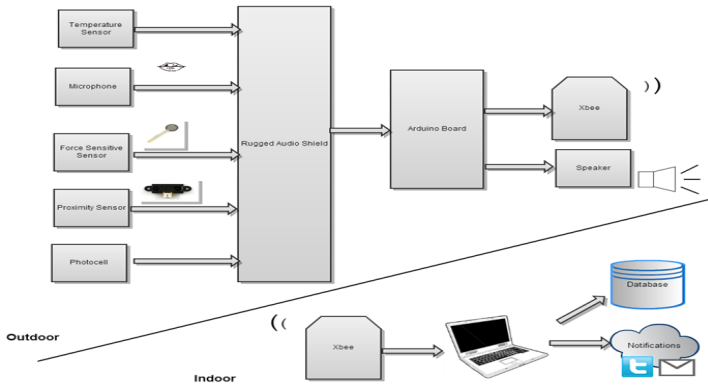 Temperature
Sensor
Microphone
Force Sensitive
Sensor
Proximity Sensor
Photocell
Rugged Audio Shield
Arduino Board
Xbee
Speaker
Database
Notifications
Xbee
Outdoor
Indoor